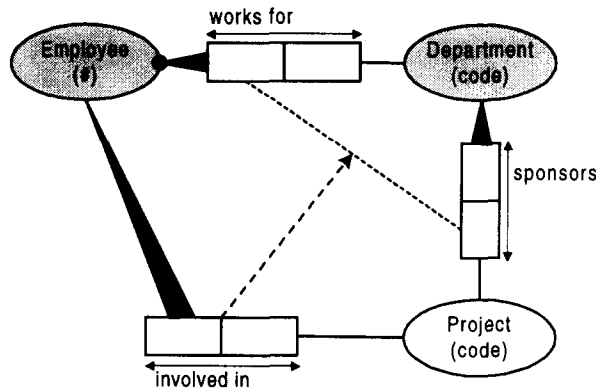 works for
Employee
(#)
Department
(code)
sponsors
Project
(code)
involved in